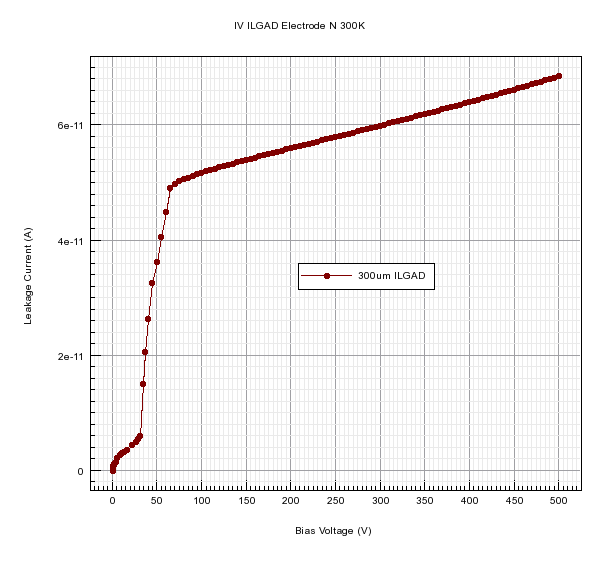 IV ILGAD Electrode N 300K
6e-11
4e-11
2e-11
0
Leakage Current (A)
300um ILGAD
0 50 100 150 200 250 300 350 400 450 500
Bias Voltage (V)